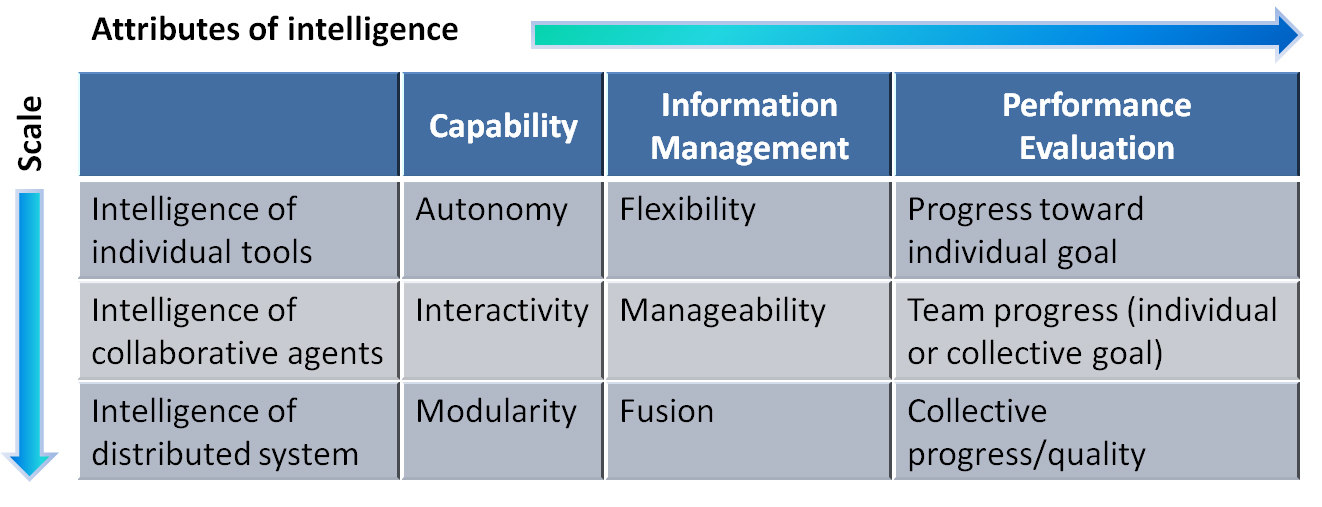 Attributes of intelligence
Scale
Capability
Information
Management
Performance
Evaluation
Intelligence of
individual tools
Autonomy
Flexibility
Progress toward
individual goal
Intelligence of
collaborative agents
Interactivity
Manageability
Team progress (individual
or collective goal)
Intelligence of
distributed system
Modularity
Fusion
Collective
progress/quality